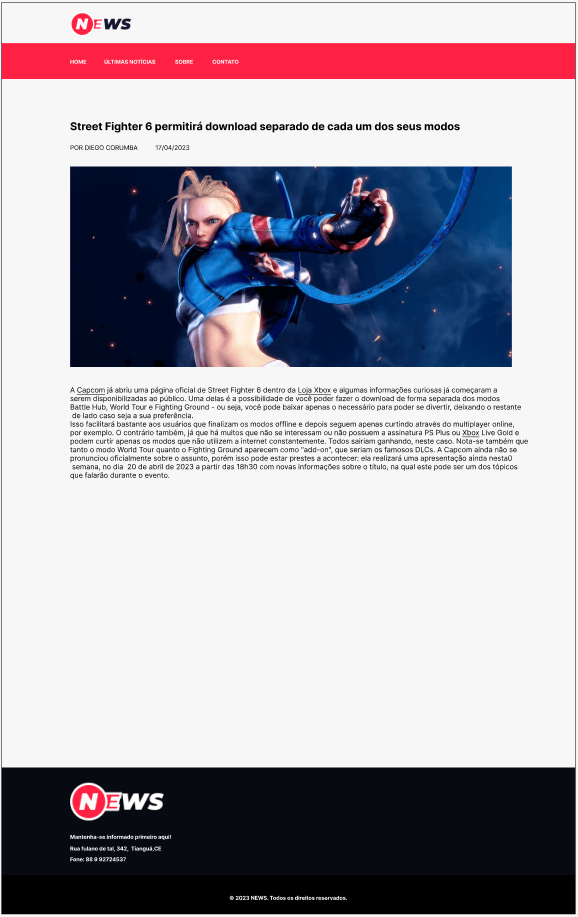 NEWS
HOME ÚLTIMAS NOTÍCIAS SOBRE CONTATO
Street Fighter 6 permitirá download separado de cada um dos seus modos
POR DIEGO CORUMBA 17/04/2023
A Capcom já abriu uma página oficial de Street Fighter 6 dentro da Loja Xbox e algumas informações curiosas já começaram a
serem disponibilizadas ao público. Uma delas é a possibilidade de você poder fazer o download de forma separada dos modos
Battle Hub, World Tour e Fighting Ground - ou seja, você pode baixar apenas o necessário para poder se divertir, deixando o restante
de lado caso seja a sua preferência.
Isso facilitará bastante aos usuários que finalizam os modos offline e depois seguem apenas curtindo através do multiplayer online,
por exemplo. O contrário também, já que há muitos que não se interessam ou não possuem a assinatura PS Plus ou Xbox Live Gold e
podem curtir apenas os modos que não utilizem a internet constantemente. Todos sairiam ganhando, neste caso. Nota-se também que
tanto o modo World Tour quanto o Fighting Ground aparecem como "add-on", que seriam os famosos DLCs. A Capcom ainda não se
pronunciou oficialmente sobre o assunto, porém isso pode estar prestes a acontecer: ela realizará uma apresentação ainda nesta0
semana, no dia 20 de abril de 2023 a partir das 18h30 com novas informações sobre o título, na qual este pode ser um dos tópicos
que falarão durante o evento.
NEWS
Mantenha-se informado primeiro aqui!
Rua fulano de tal, 342, Tianguá,CE
Fone: 88 9 92724537
© 2023 NEWS. Todos os direitos reservados.